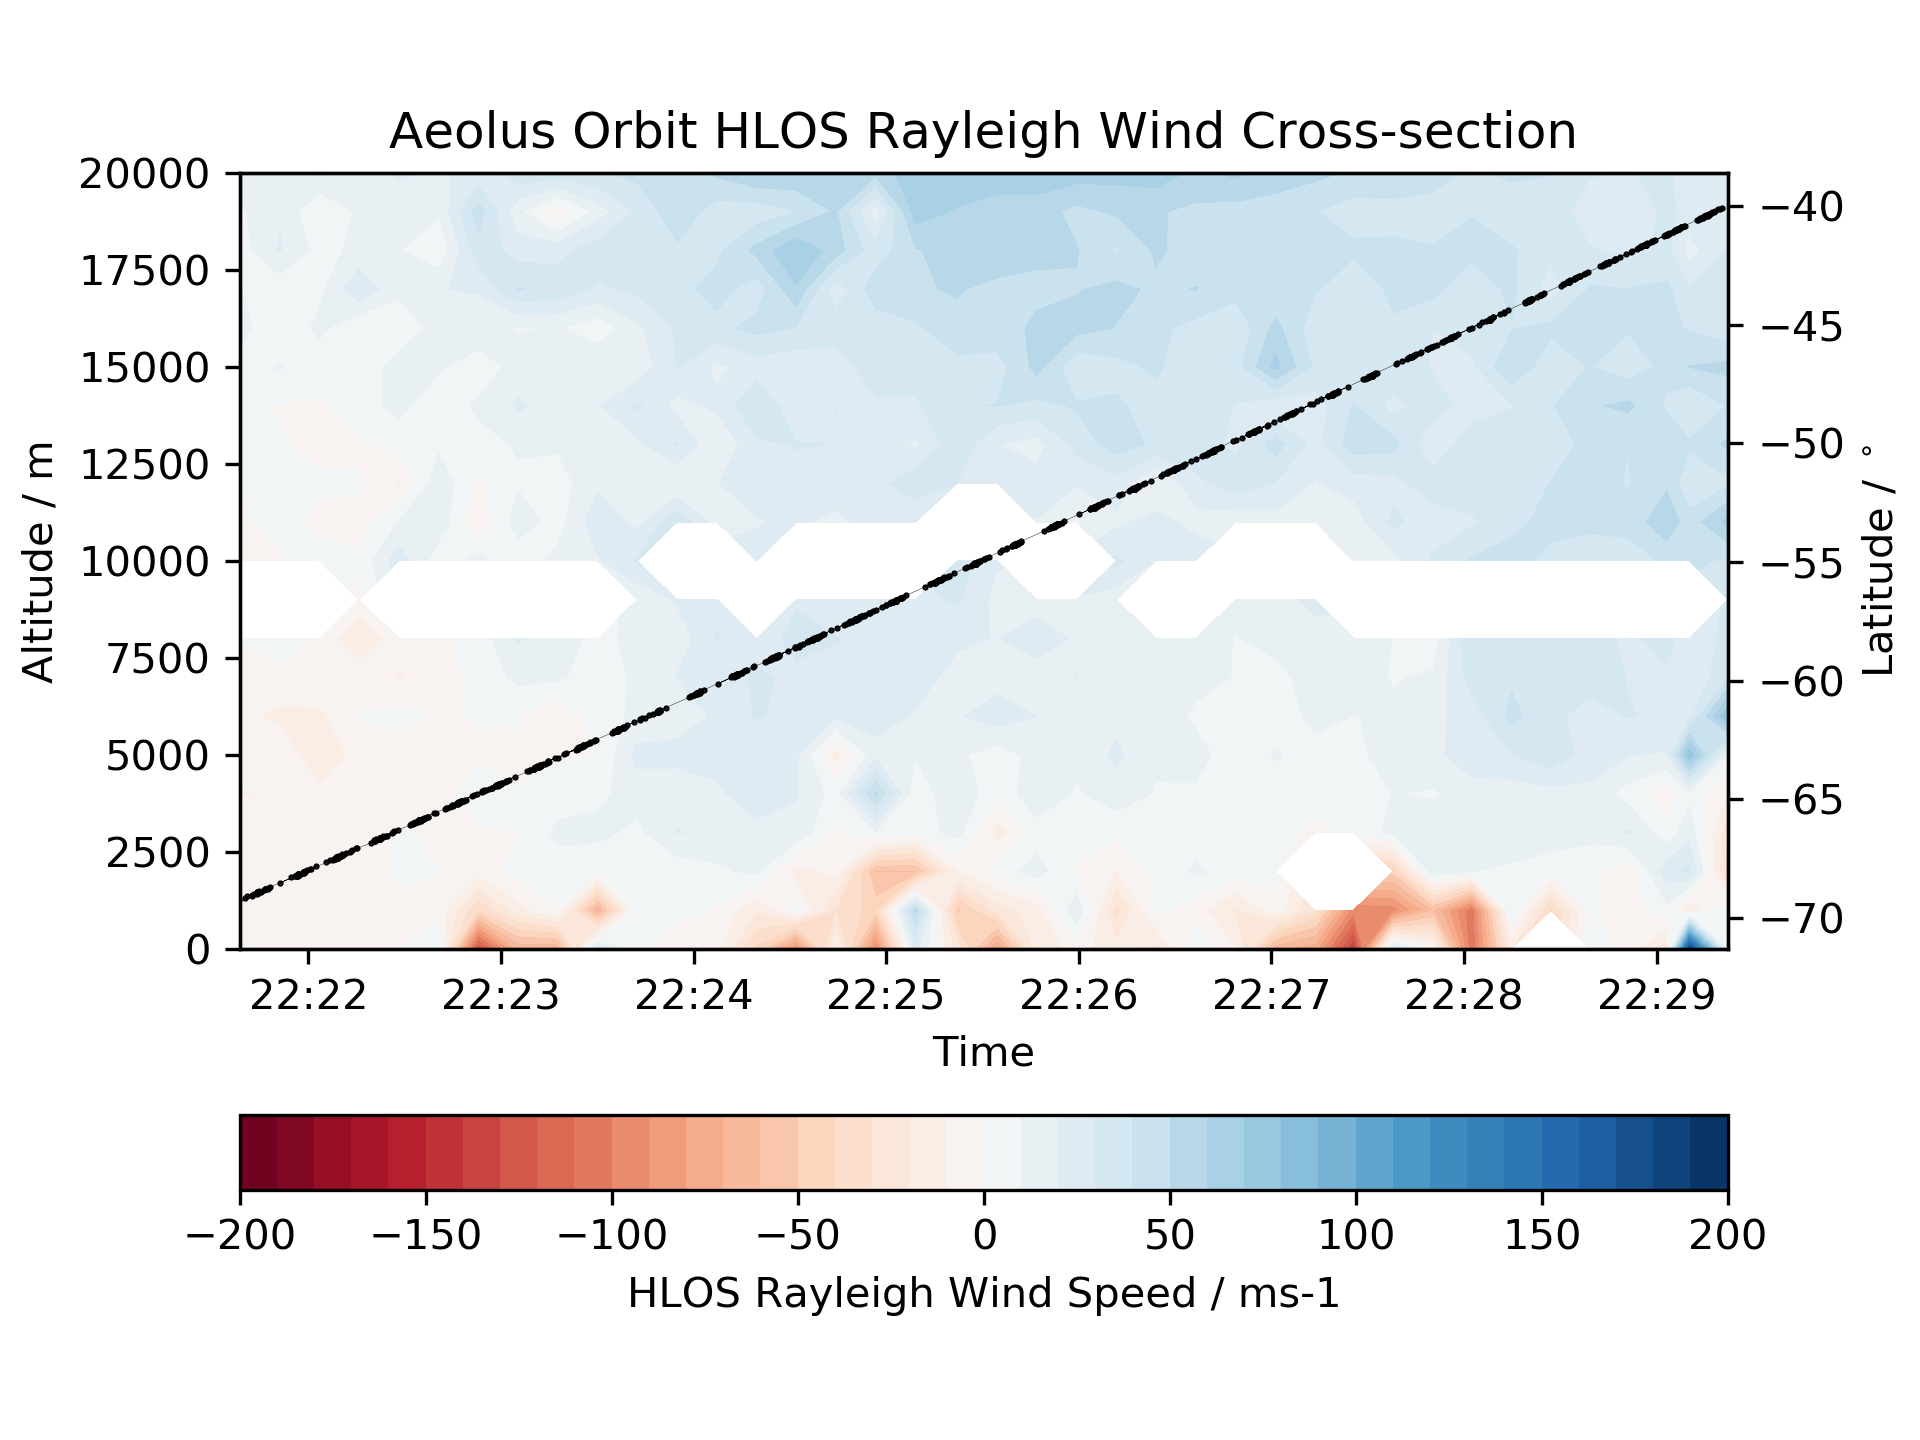 Aeolus Orbit HLOS Rayleigh Wind Cross-section
20000
17500
15000
12500
10000
7500
5000
2500
0
Altitude / m
−40
−45
−50
−55
−60
−65
−70
Latitude / °
22:22 22:23 22:24 22:25 22:26 22:27 22:28 22:29
Time
−200 −150 −100 −50 0 50 100 150 200
HLOS Rayleigh Wind Speed / ms-1